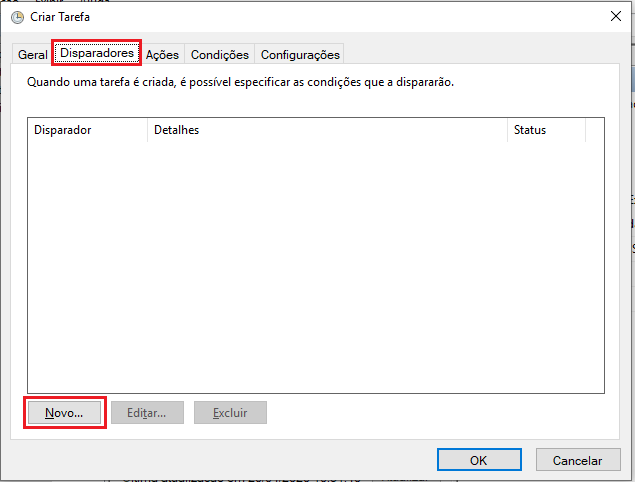 Criar Tarefa
Geral Disparadores Ações Condições Configurações
Quando uma tarefa é criada, é possível especificar as condições que a dispararão.
Disparador Detalhes Status
Novo... Editar... Excluir
OK Cancelar